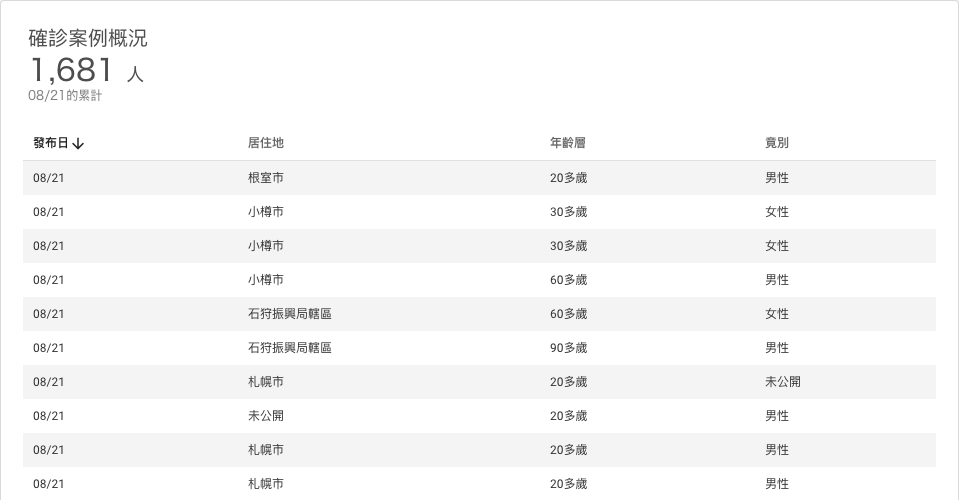 確診案例概況
1,681 人
08/21的累計
發布日↓ 居住地 年齡層 竟別
08/21 根室市 20多歲 男性
08/21 小樽市 30多歲 女性
08/21 小樽市 30多歲 女性
08/21 小樽市 60多歲 男性
08/21 石狩振興局轄區 60多歲 女性
08/21 石狩振興局轄區 90多歲 男性
08/21 札幌市 20多歲 未公開
08/21 未公開 20多歲 男性
08/21 札幌市 20多歲 男性
08/21 札幌市 20多歲 男性